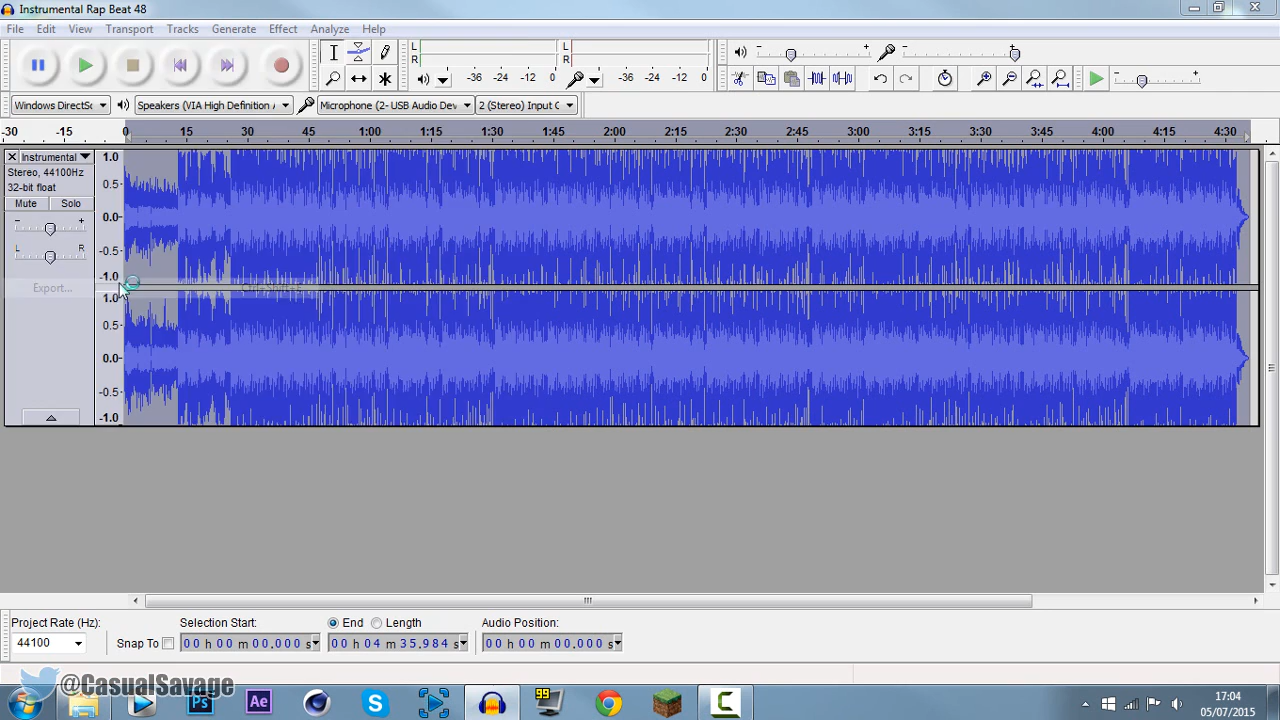 Instrumental Rap Beat 48
File Edit View Transport Tracks Generate Effect Analyze Help
L R -36 -24 -12 0 L R -36 -24 -12 0
Speakers (VIA High Definition A Microphone (2- USB Audio Dev 2 (Stereo) Input C
-30 -15 0 15 30 45 1:00 1:15 1:30 1:45 2:00 2:15 2:30 2:45 3:00 3:15 3:30 3:45 4:00 4:15 4:30
Instrumental
Stereo, 44100Hz
32-bit float
Mute Solo
- +
L R
1.0
0.5-
0.0-
-0.5-
-1.0
Export... Ctrl+Shift+E
1.0
0.5-
0.0-
-0.5-
-1.0
Project Rate (Hz): Selection Start: End Length Audio Position:
44100 Snap To 00 h 00 m 00.000 s 00 h 04 m 35.984 s 00 h 00 m 00.000 s
@CasualSavage
Ps Ae S 99 C
17:04
05/07/2015